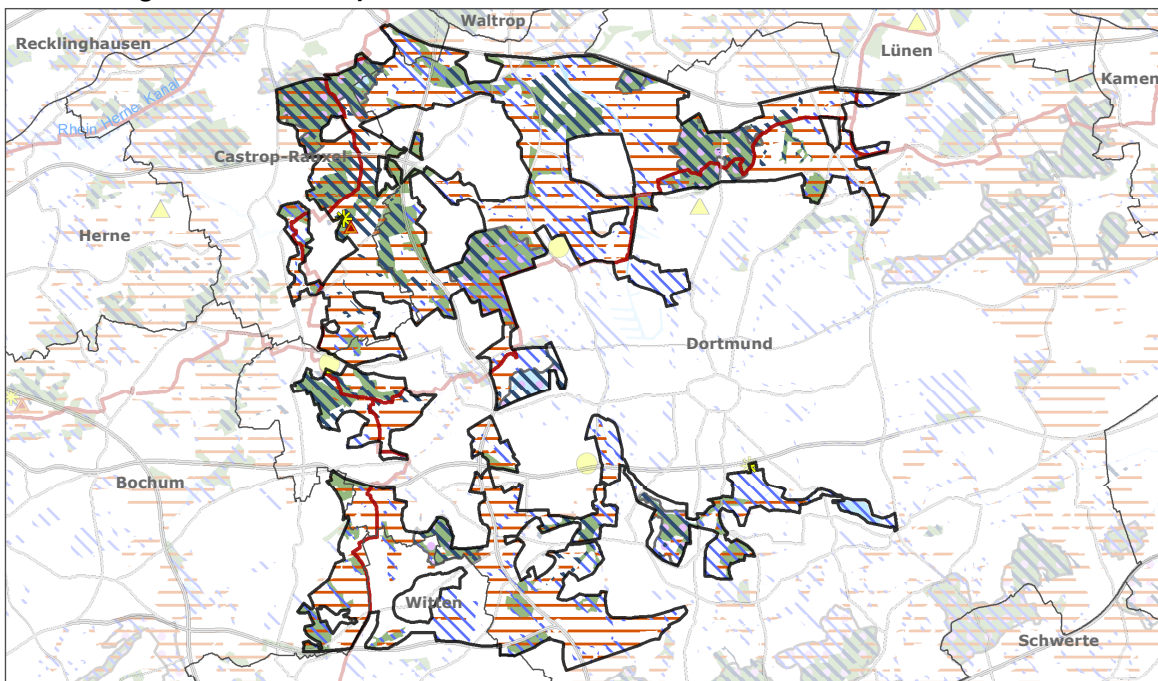 Waltrop
Recklinghausen
Lünen
Kamen
Rhein Herne Kanal
Castrop-Rauxel
Herne
Dortmund
Bochum
Witten
Schwerte